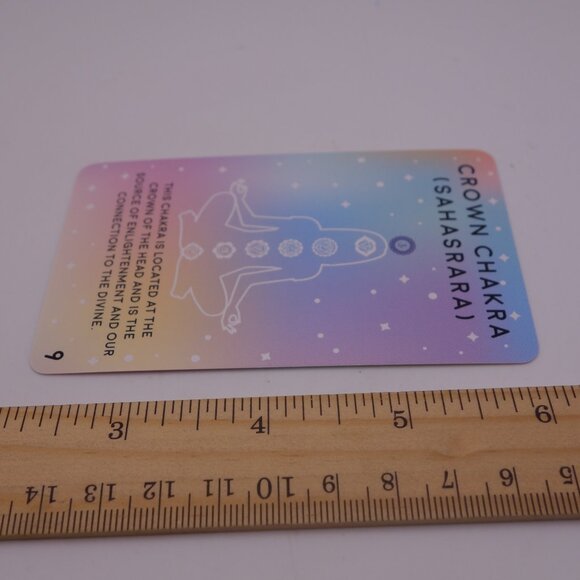 CROWN CHAKRA
(SAHASRARA)
THIS CHAKRA IS LOCATED AT THE
CROWN OF THE HEAD AND IS THE
SOURCE OF ENLIGHTENMENT AND OUR
CONNECTION TO THE DIVINE.
9
3 4 5 6
14 13 12 11 10 9 8 7 6 5